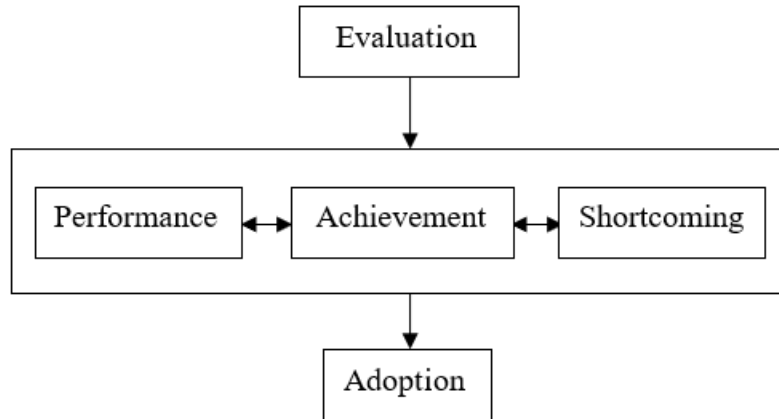 Evaluation
Performance
Achievement
Shortcoming
Adoption